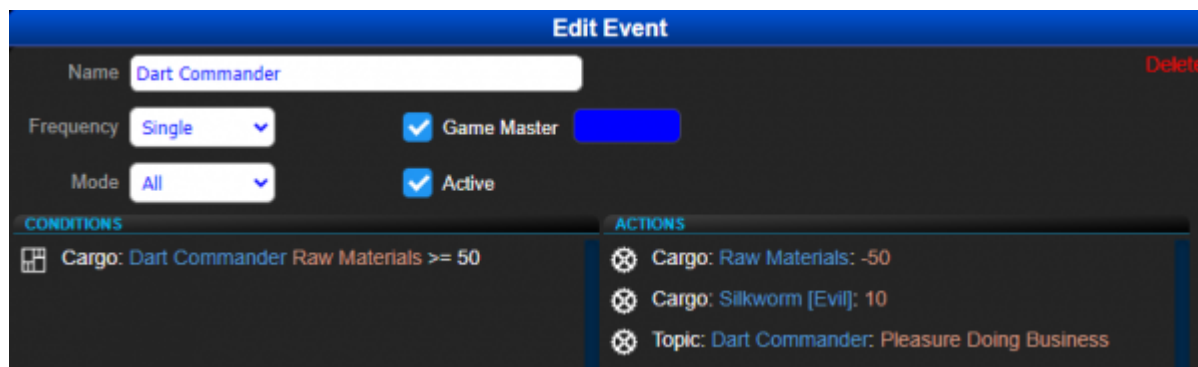 Edit Event
Name Dart Commander Delete
Frequency Single Game Master
Mode All Active
CONDITIONS
Cargo: Dart Commander Raw Materials >= 50
ACTIONS
Cargo: Raw Materials: -50
Cargo: Silkworm [Evil]: 10
Topic: Dart Commander: Pleasure Doing Business